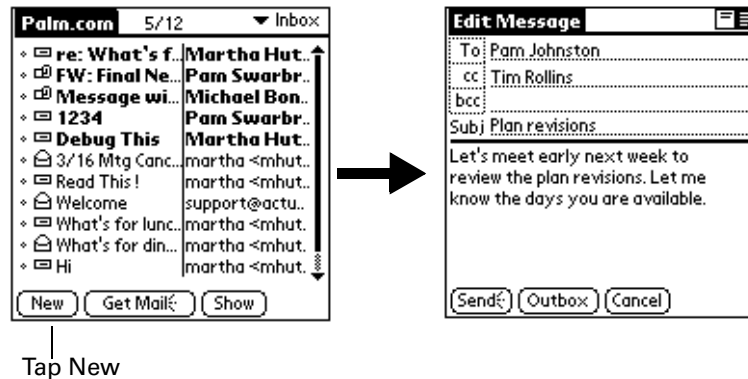 Palm.com 5/12 Inbox
re: What's f.. Martha Hut..
FW: Final Ne... Pam Swarbr..
Message wi... Michael Bon..
1234 Pam Swarbr..
Debug This Martha Hut..
3/16 Mtg Canc... martha <mhut..
Read This! martha <mhut..
Welcome support@actu..
What's for lunc.. martha <mhut.
What's for din... martha <mhut.
Hi martha <mhut.
New Get Mail Show
Tap New
Edit Message
To Pam Johnston
cc Tim Rollins
bcc
Subj Plan revisions
Let's meet early next week to
review the plan revisions. Let me
know the days you are available.
Send Outbox Cancel